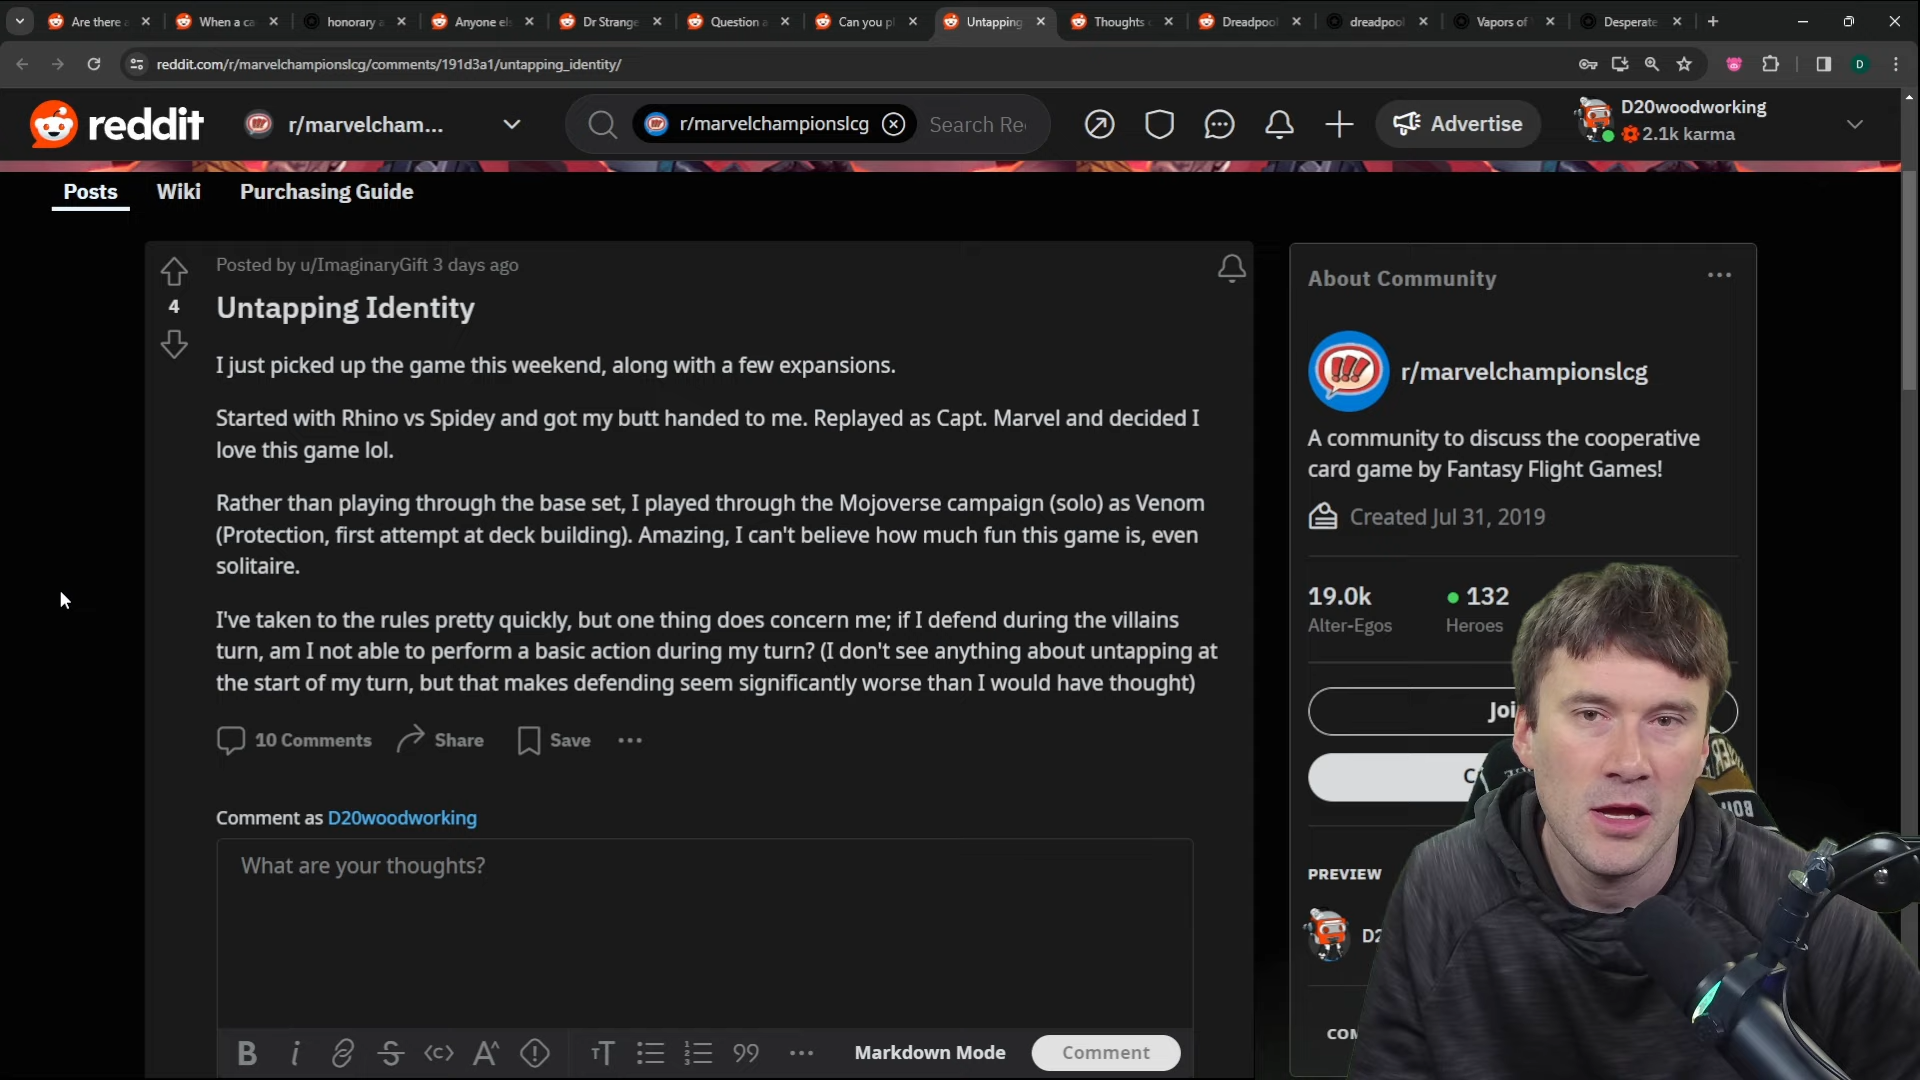 Are there
When a ca
honorary a
Anyone els
Dr Strange
Question a
Can you pl
Untapping
Thoughts
Dreadpool
dreadpool
Vapors of
Desperate
reddit.com/r/marvelchampionslcg/comments/191d3a1/untapping_identity/
D
reddit
r/marvelcham...
r/marvelchampionslcg
Search Re
Advertise
D20woodworking
2.1k karma
Posts
Wiki
Purchasing Guide
Posted by u/ImaginaryGift 3 days ago
4
Untapping Identity
I just picked up the game this weekend, along with a few expansions.
Started with Rhino vs Spidey and got my butt handed to me. Replayed as Capt. Marvel and decided I
love this game lol.
Rather than playing through the base set, I played through the Mojoverse campaign (solo) as Venom
(Protection, first attempt at deck building). Amazing, I can't believe how much fun this game is, even
solitaire.
I've taken to the rules pretty quickly, but one thing does concern me; if I defend during the villains
turn, am I not able to perform a basic action during my turn? (I don't see anything about untapping at
the start of my turn, but that makes defending seem significantly worse than I would have thought)
10 Comments
Share
Save
Comment as D20woodworking
What are your thoughts?
Markdown Mode
Comment
About Community
r/marvelchampionslcg
A community to discuss the cooperative
card game by Fantasy Flight Games!
Created Jul 31, 2019
19.0k
Alter-Egos
132
Heroes
Joi
C
PREVIEW
D2
COM